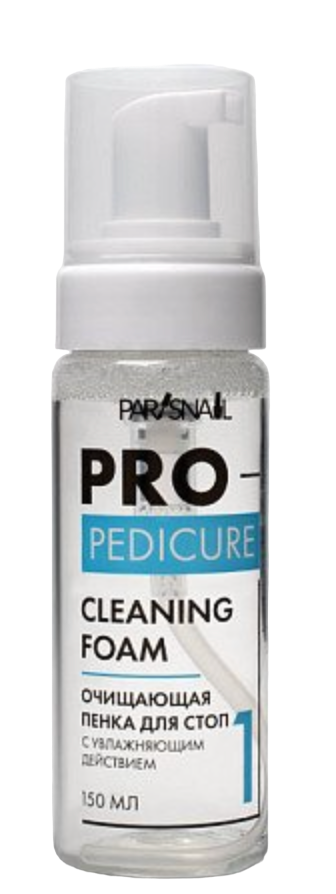 PARISNAIL
PRO
PEDICURE
CLEANING
FOAM
ОЧИЩАЮЩАЯ
ПЕНКА ДЛЯ СТОП
С УВЛАЖНЯЮЩИМ
ДЕЙСТВИЕМ
1
150 МЛ